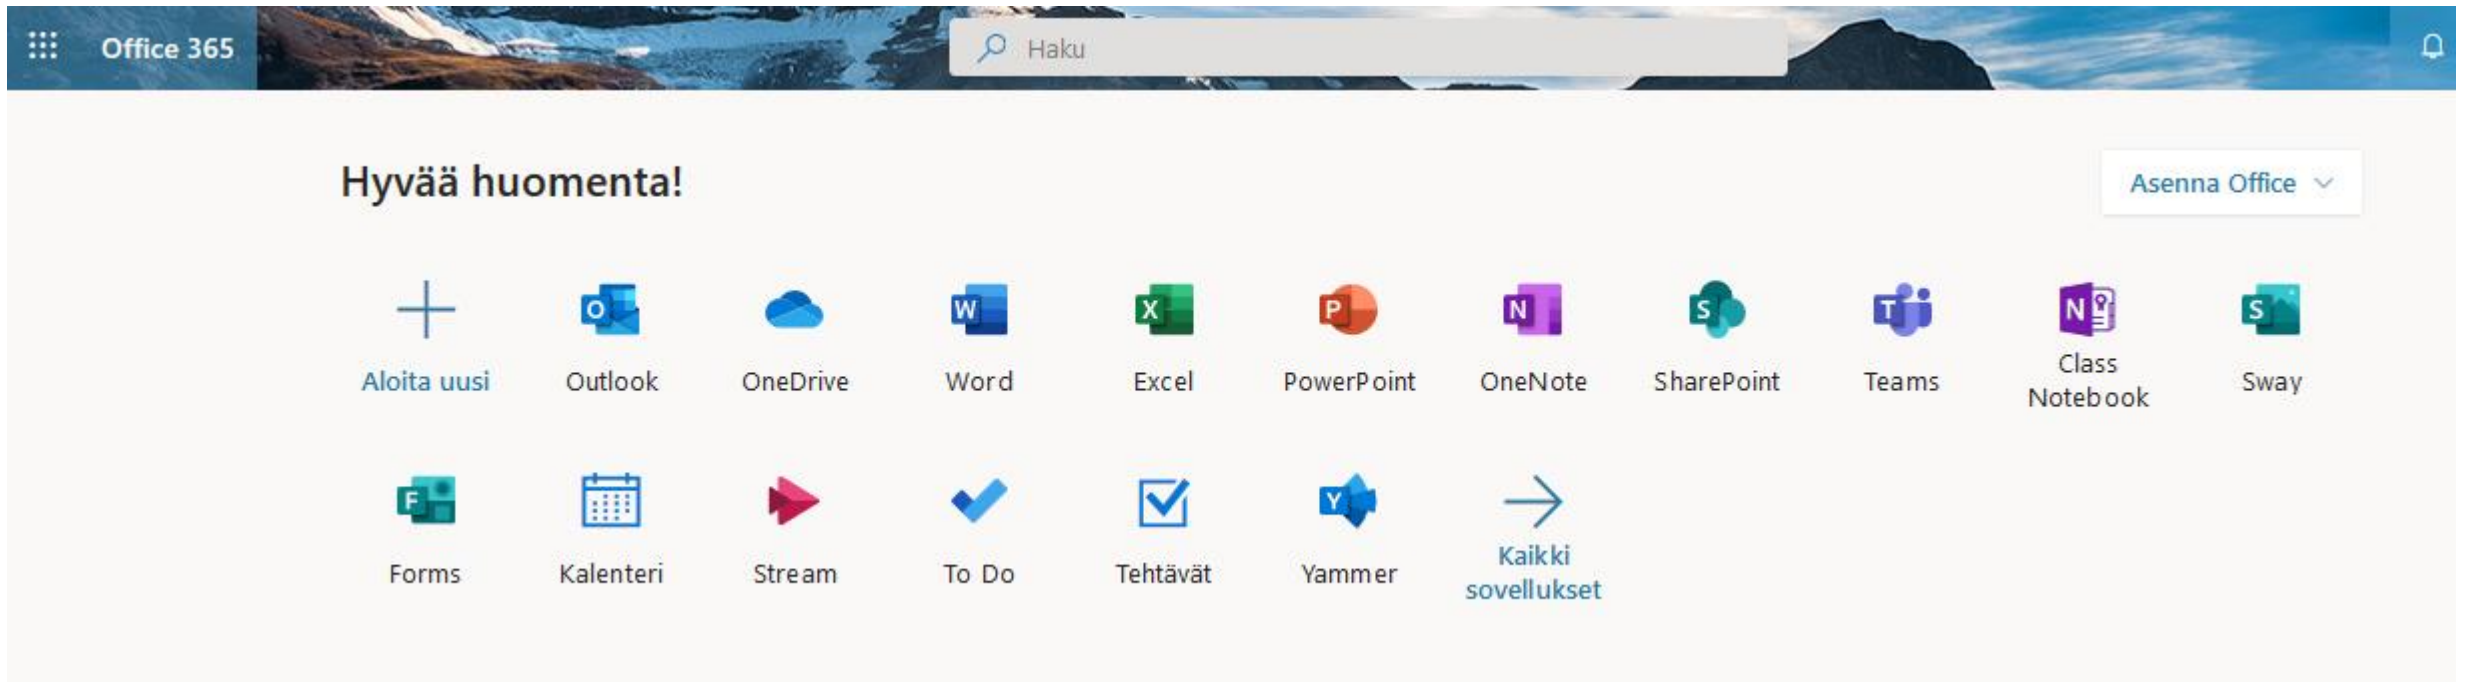 Office 365
Haku
Hyvää huomenta!
Asenna Office
Aloita uusi
Outlook
OneDrive
Word
Excel
PowerPoint
OneNote
SharePoint
Teams
Class
Notebook
Sway
Forms
Kalenteri
Stream
To Do
Tehtävät
Yammer
Kaikki
sovellukset